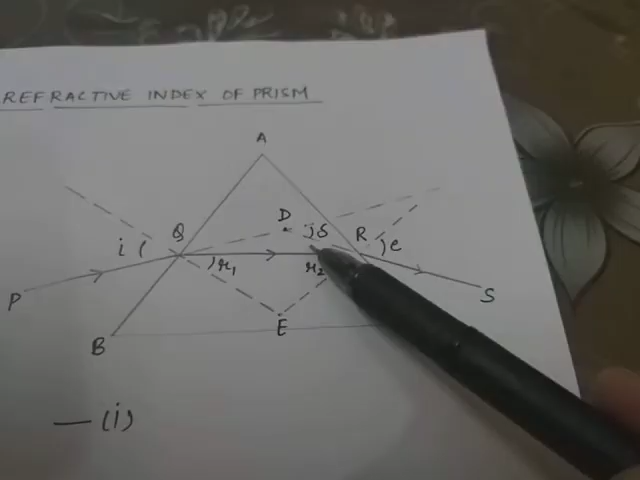 REFRACTIVE INDEX OF PRISM
A
D
i Q δ R e
r₁ r₂
P S
E
B
— (i)